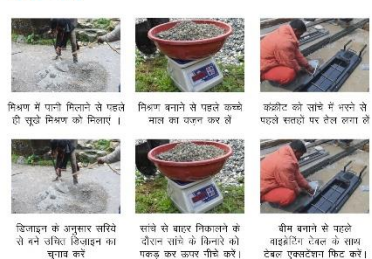 मिश्रण में पानी मिलाने से पहले
ही सूखे मिश्रण को मिलाएं ।
मिश्रण बनाने से पहले कच्चे
माल का वज़न कर लें
कंक्रीट को सांचे में भरने से
पहले सतहों पर तेल लगा लें
डिजाइन के अनुसार सरिये
से बने उचित डिज़ाइन का
चुनाव करें
सांचे से बाहर निकालने के
दौरान सांचे के किनारे को
पकड़ कर ऊपर नीचे करें।
बीम बनाने से पहले
वाइब्रेटिंग टेबल के साथ
टेबल एक्सटेंशन फिट करें।